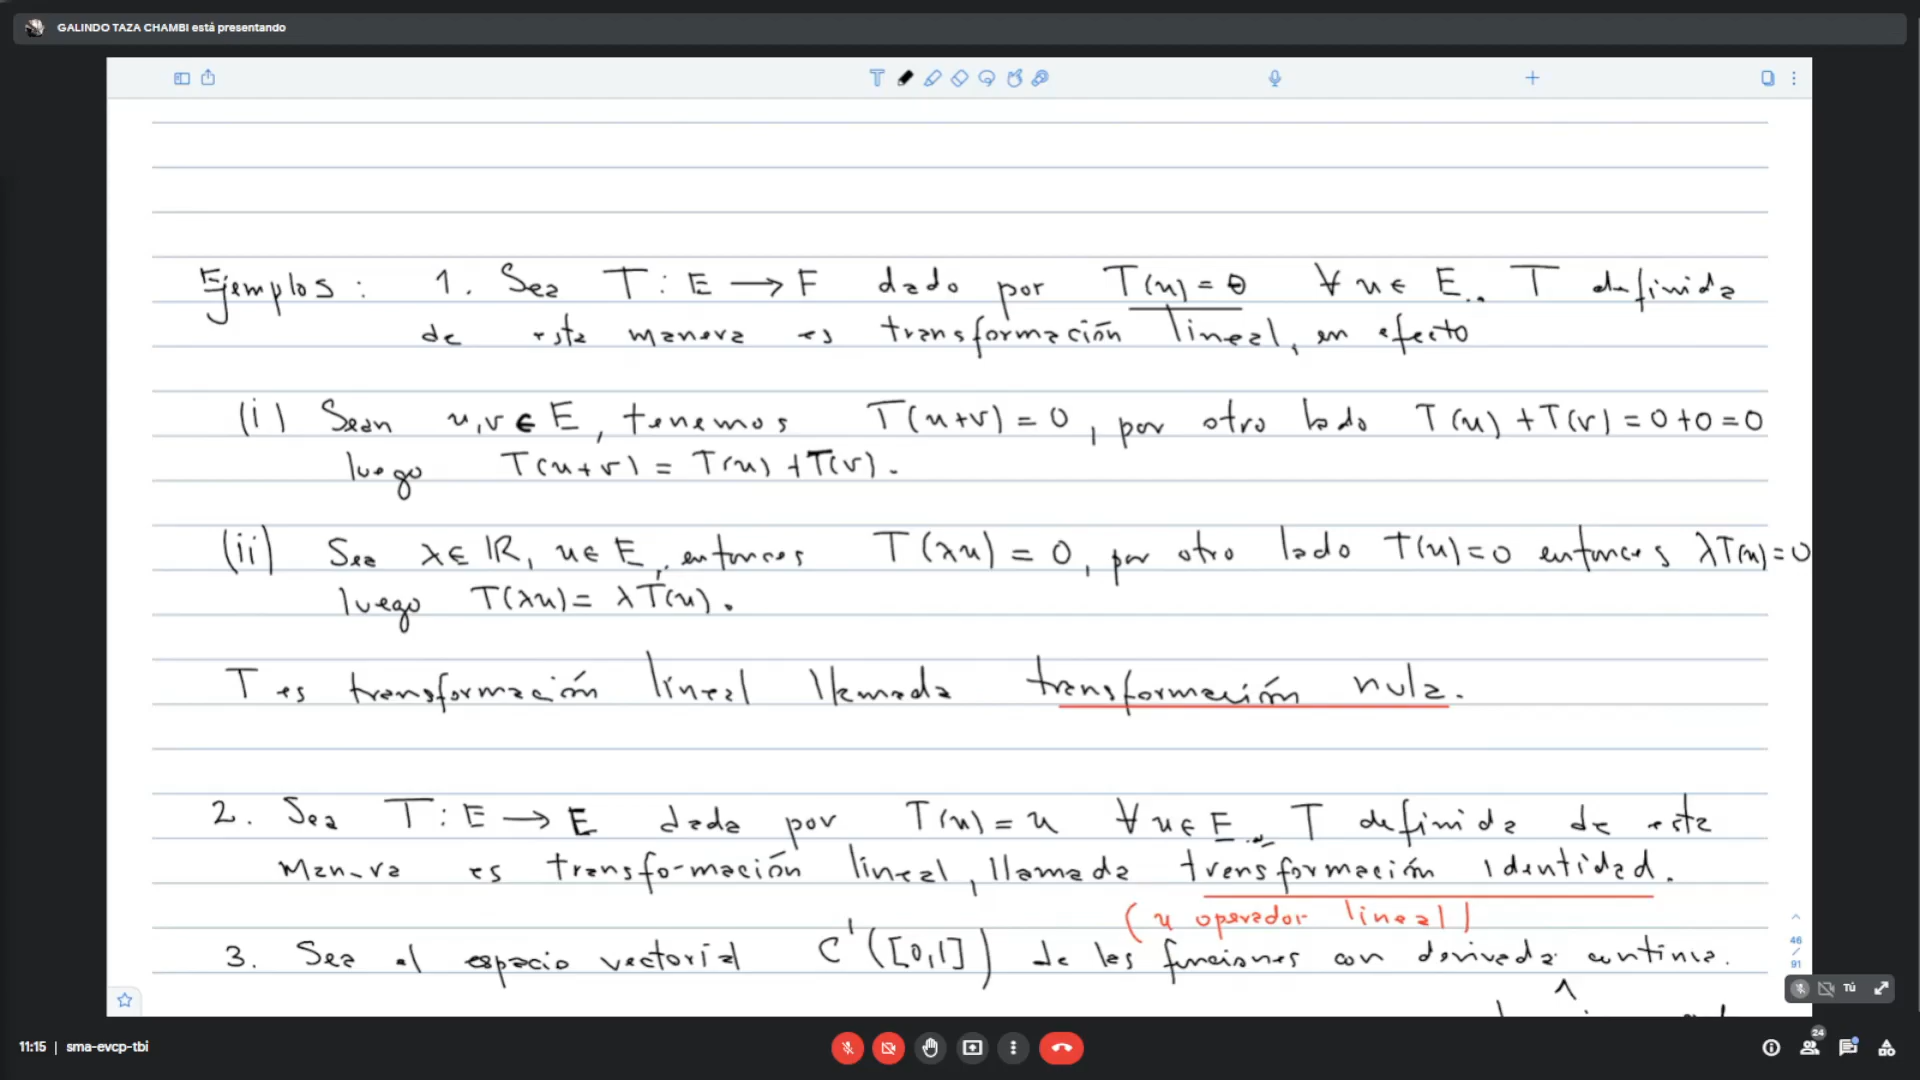 GALINDO TAZA CHAMBI está presentando
Ejemplos : 1. Sea T : E → F dado por T(u) = θ ∀ u ∈ E. T definida
de esta manera es transformación lineal, en efecto
(i) Sean u,v ∈ E, tenemos T(u+v) = 0, por otro lado T(u) + T(v) = 0+0 = 0
luego T(u+v) = T(u) + T(v).
(ii) Sea λ ∈ ℝ, u ∈ E, entonces T(λu) = 0, por otro lado T(u) = 0 entonces λT(u) = 0
luego T(λu) = λT(u).
T es transformación lineal llamada transformación nula.
2. Sea T : E → E dada por T(u) = u ∀ u ∈ E. T definida de esta
manera es transformación lineal, llamada transformación identidad.
(u operador lineal)
3. Sea el espacio vectorial C'([0,1]) de las funciones con derivada continua.
^
46
/
91
Tú
11:15 | sma-evcp-tbi
24